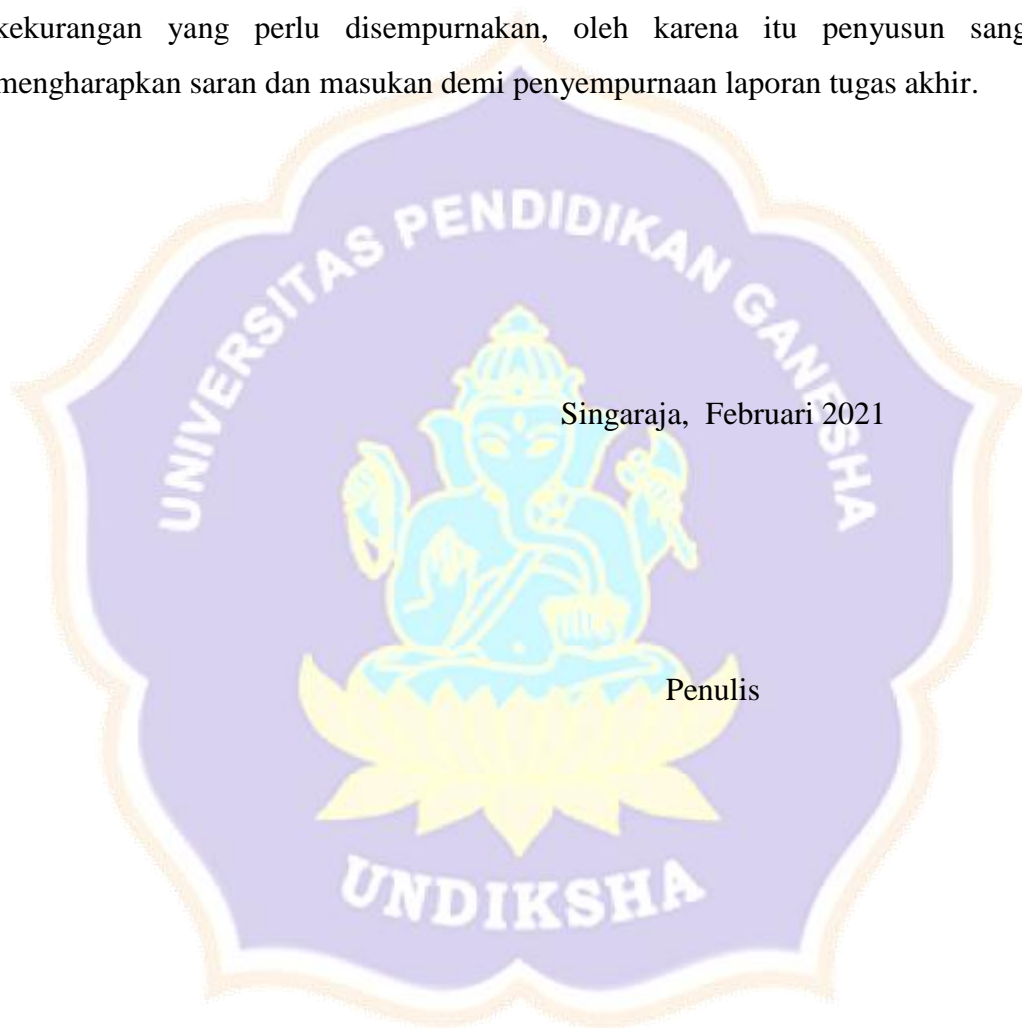 kekurangan yang perlu disempurnakan, oleh karena itu penyusun sang
mengharapkan saran dan masukan demi penyempurnaan laporan tugas akhir.
UNIVERSITAS PENDIDIKAN GANESHA
Singaraja, Februari 2021
Penulis
UNDIKSHA